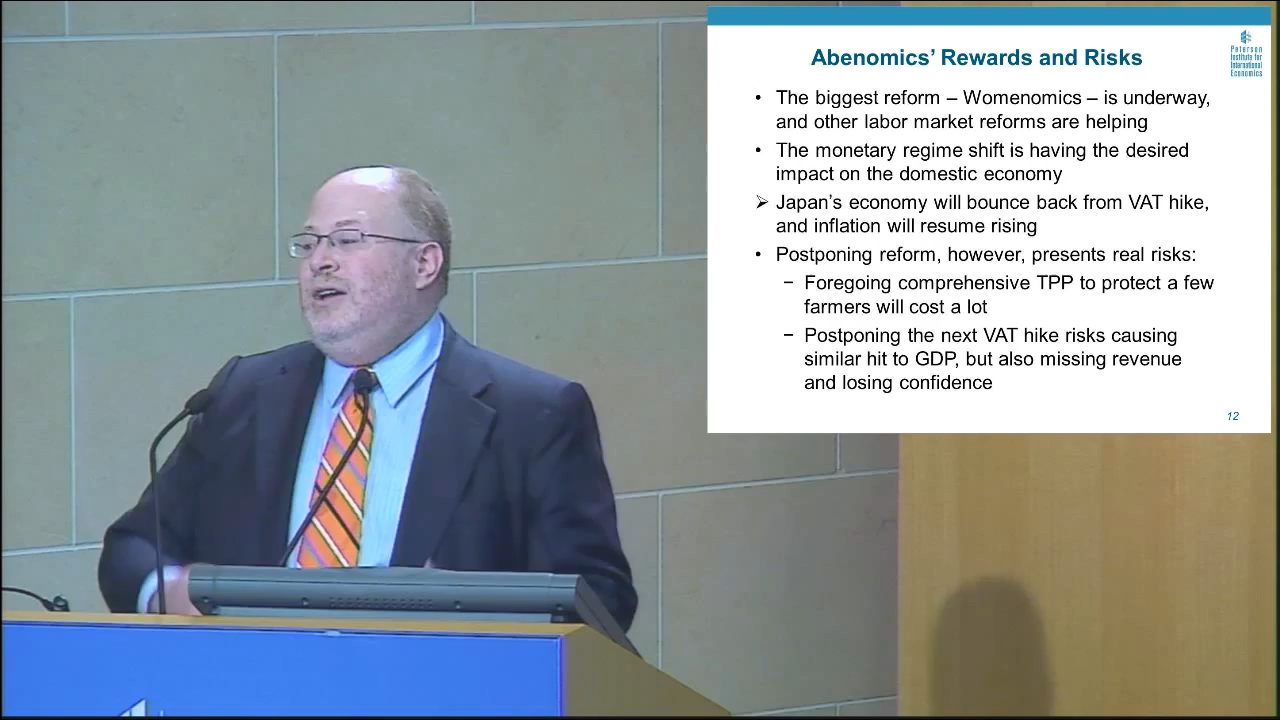 Abenomics’ Rewards and Risks
Peterson
Institute for
International
Economics
• The biggest reform – Womenomics – is underway,
and other labor market reforms are helping
• The monetary regime shift is having the desired
impact on the domestic economy
➢ Japan’s economy will bounce back from VAT hike,
and inflation will resume rising
• Postponing reform, however, presents real risks:
− Foregoing comprehensive TPP to protect a few
farmers will cost a lot
− Postponing the next VAT hike risks causing
similar hit to GDP, but also missing revenue
and losing confidence
12